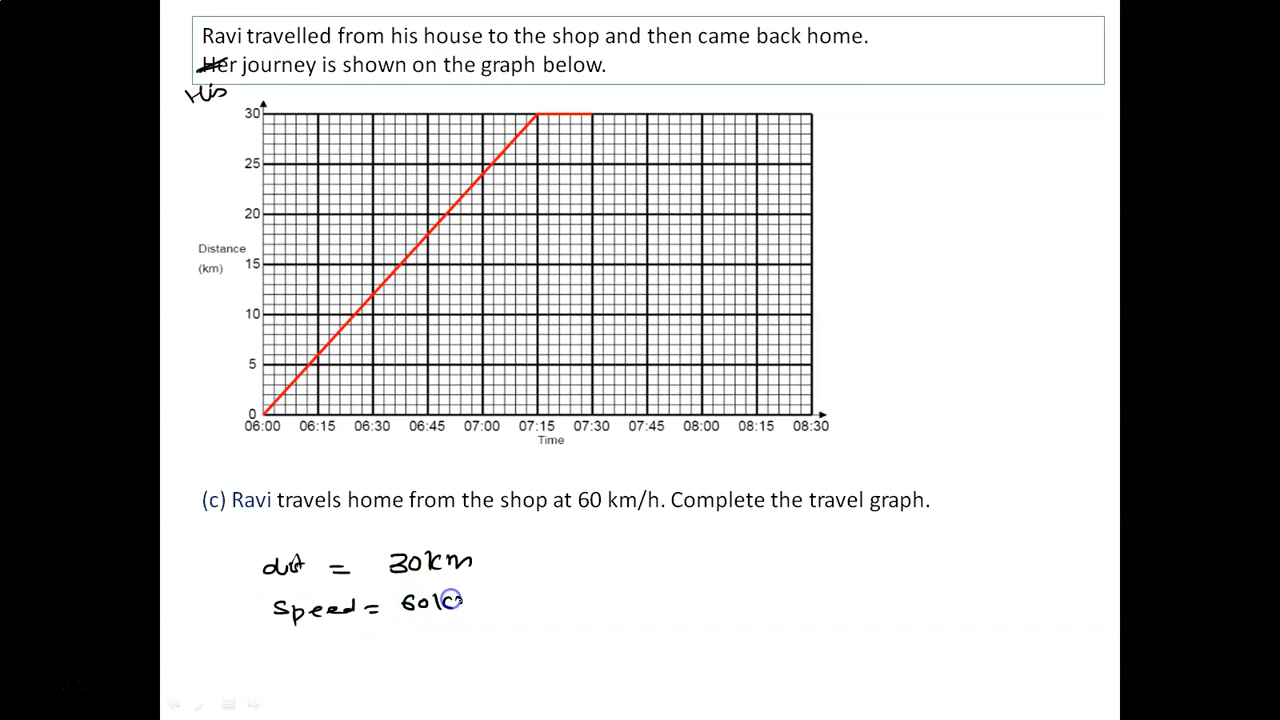 Ravi travelled from his house to the shop and then came back home.
Her journey is shown on the graph below.
His
30
25
20
Distance
(km)
15
10
5
0
06:00 06:15 06:30 06:45 07:00 07:15 07:30 07:45 08:00 08:15 08:30
Time
(c) Ravi travels home from the shop at 60 km/h. Complete the travel graph.
dist = 30km
Speed = 60k